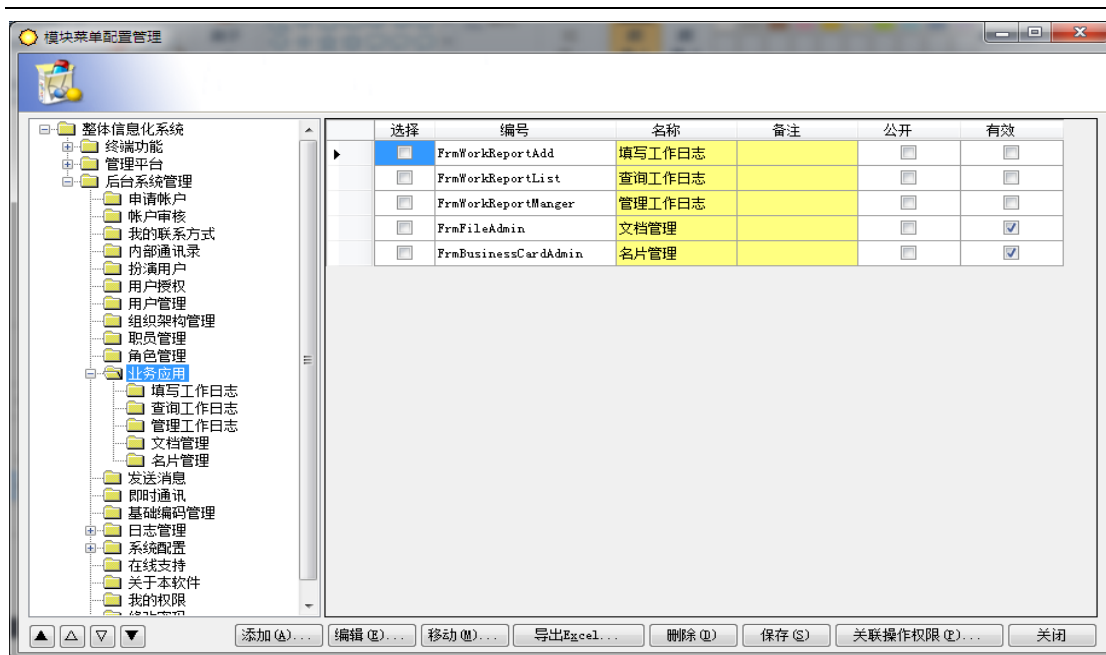 模块菜单配置管理
整体信息化系统
终端功能
管理平台
后台系统管理
申请帐户
帐户审核
我的联系方式
内部通讯录
扮演用户
用户授权
用户管理
组织架构管理
职员管理
角色管理
业务应用
填写工作日志
查询工作日志
管理工作日志
文档管理
名片管理
发送消息
即时通讯
基础编码管理
日志管理
系统配置
在线支持
关于本软件
我的权限
选择 编号 名称 备注 公开 有效
FrmWorkReportAdd 填写工作日志
FrmWorkReportList 查询工作日志
FrmWorkReportManger 管理工作日志
FrmFileAdmin 文档管理
FrmBusinessCardAdmin 名片管理
添加(A)... 编辑(E)... 移动(M)... 导出Excel... 删除(D) 保存(S) 关联操作权限(P)... 关闭